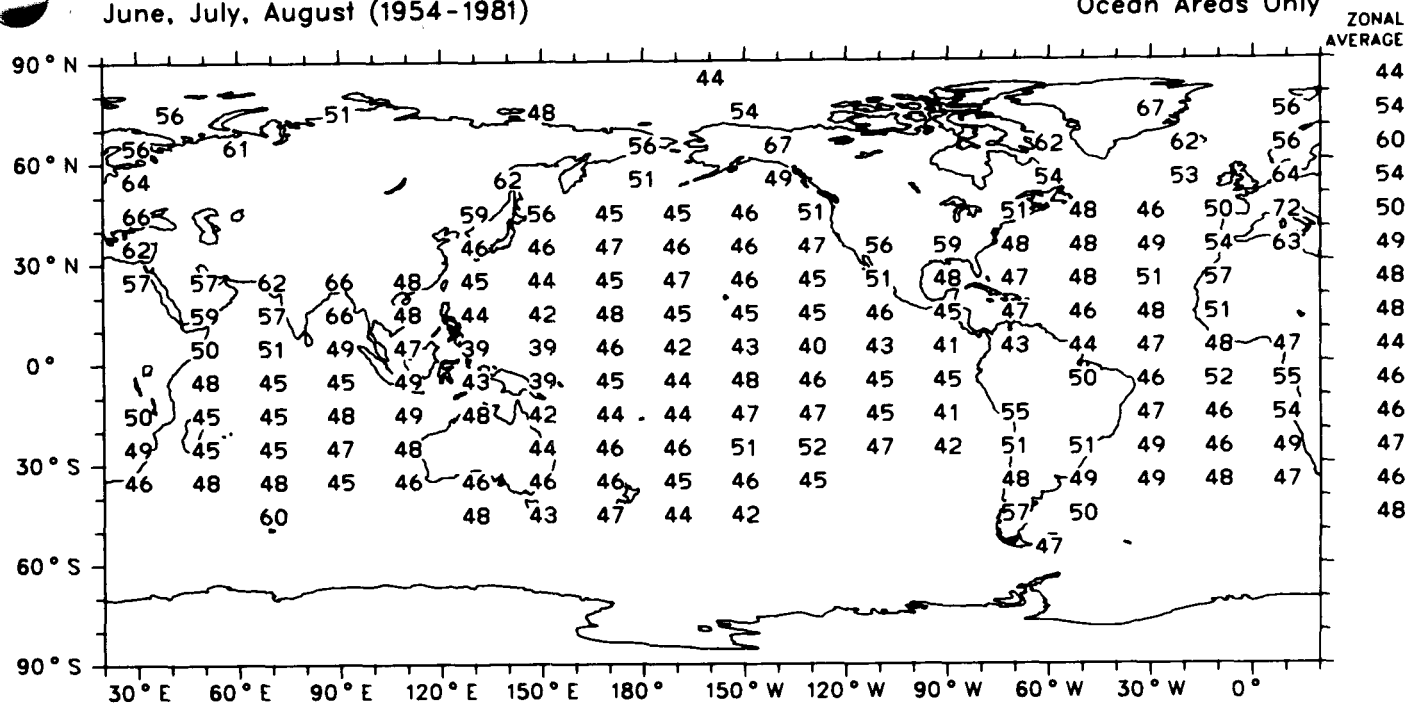 June, July, August (1954-1981)
Ocean Areas Only
ZONAL
AVERAGE
90° N
44 44
56 51 48 54 67 56 54
56 61 56 67 62 62 56 60
60° N
64 62 51 49 54 53 64 54
66 59 56 45 45 46 51 51 48 46 50 72 50
62 46 46 47 46 46 47 56 59 48 48 49 54 63 49
30° N
57 57 62 66 48 45 44 45 47 46 45 51 48 47 48 51 57 48
59 57 66 48 44 42 48 45 45 45 46 45 47 46 48 51 48
50 51 49 47 39 39 46 42 43 40 43 41 43 44 47 48 47 44
0°
48 45 45 49 43 39 45 44 48 46 45 45 50 46 52 55 46
50 45 45 48 49 48 42 44 44 47 47 45 41 55 47 46 54 46
49 45 45 47 48 44 46 46 51 52 47 42 51 51 49 46 49 47
30° S
46 48 48 45 46 46 46 46 45 46 45 48 49 49 48 47 46
60 48 43 47 44 42 57 50 48
47
60° S
90° S
30° E 60° E 90° E 120° E 150° E 180° 150° W 120° W 90° W 60° W 30° W 0°